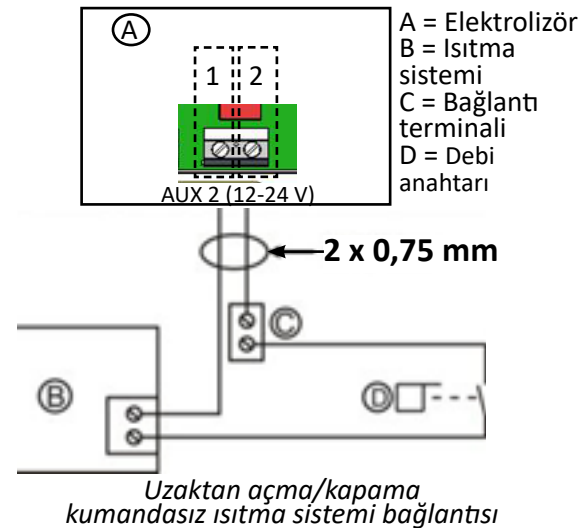 A
1 2
AUX 2 (12-24 V)
A = Elektrolizör
B = Isıtma
sistemi
C = Bağlantı
terminali
D = Debi
anahtarı
2 x 0,75 mm
C
B
D
Uzaktan açma/kapama
kumandasız ısıtma sistemi bağlantısı